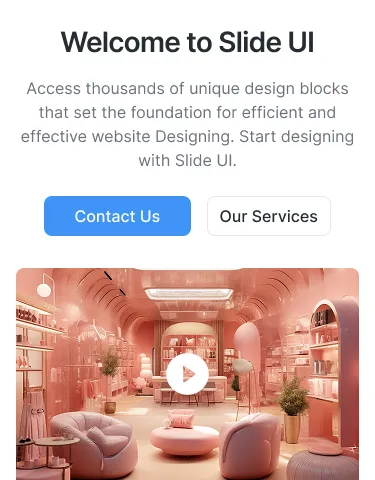 Welcome to Slide UI
Access thousands of unique design blocks
that set the foundation for efficient and
effective website Designing. Start designing
with Slide UI.
Contact Us
Our Services